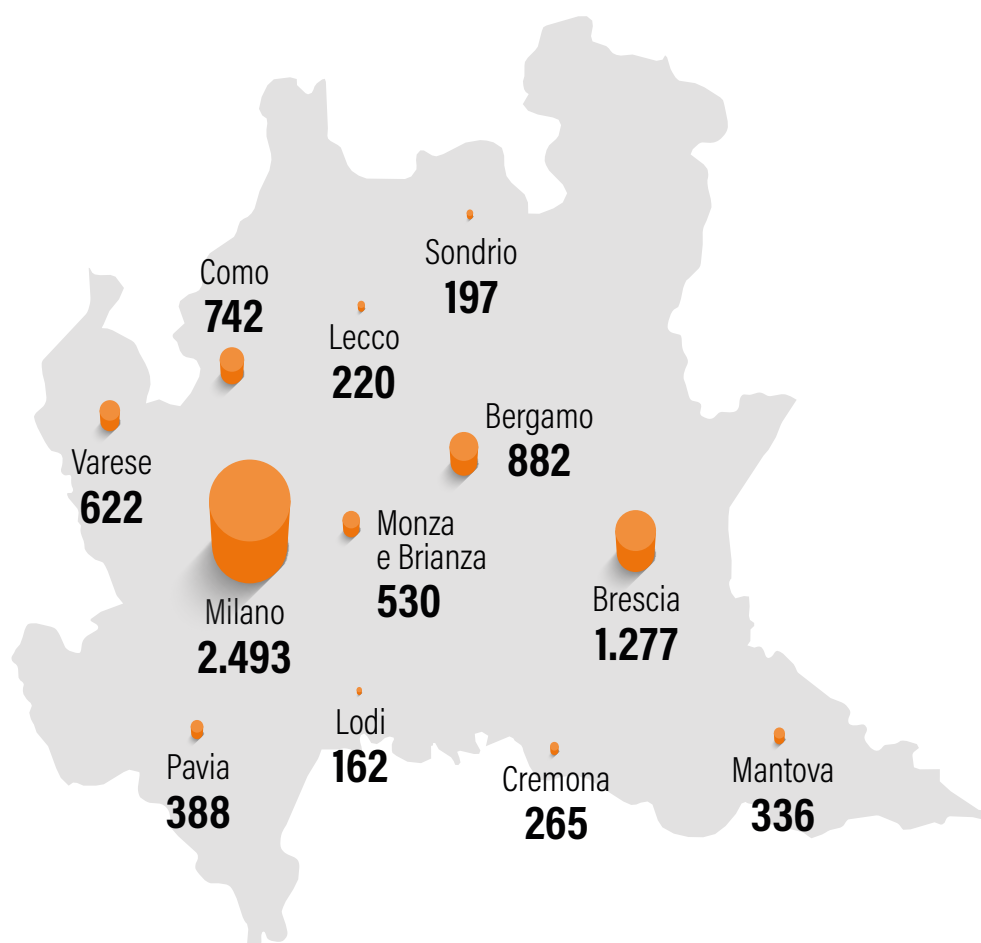 Sondrio
197
Como
742
Lecco
220
Bergamo
882
Varese
622
Monza
e Brianza
530
Brescia
1.277
Milano
2.493
Lodi
162
Pavia
388
Cremona
265
Mantova
336